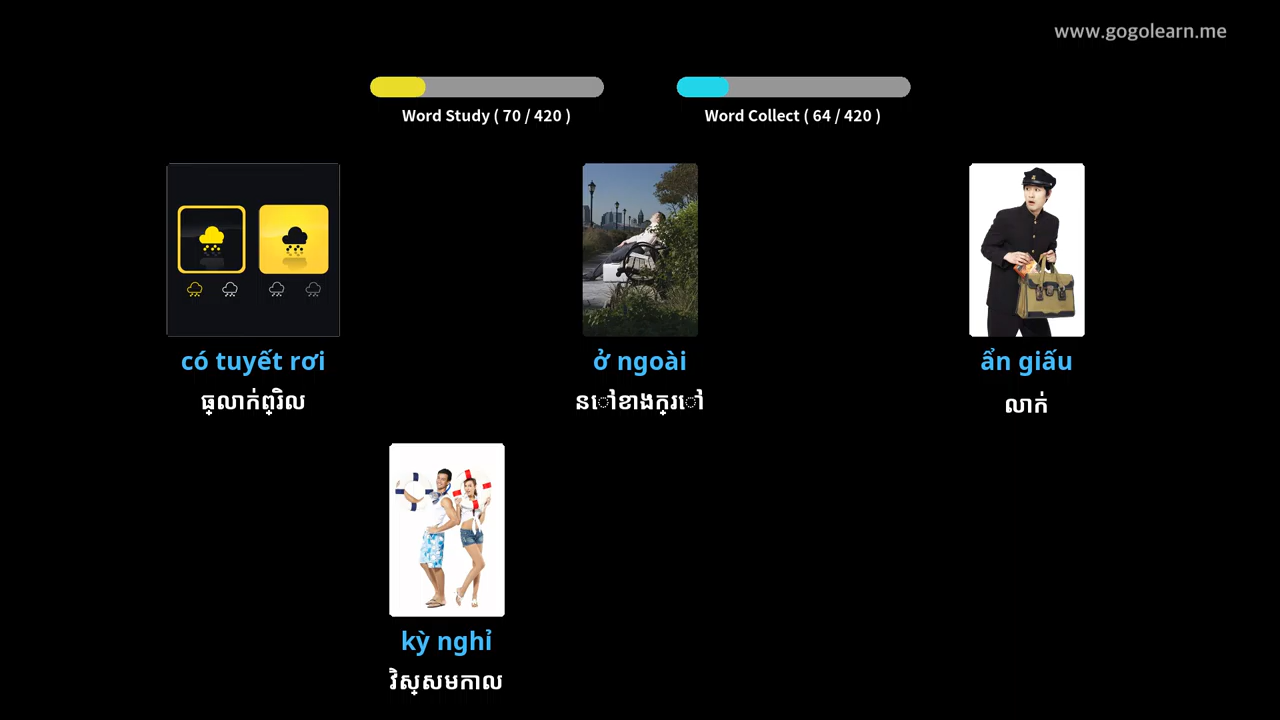 www.gogolearn.me
Word Study ( 70 / 420 )
Word Collect ( 64 / 420 )
có tuyết rơi
ធ្លាក់ព្រិល
ở ngoài
នៅខាងក្រៅ
ẩn giấu
លាក់
kỳ nghỉ
វិស្សមកាល